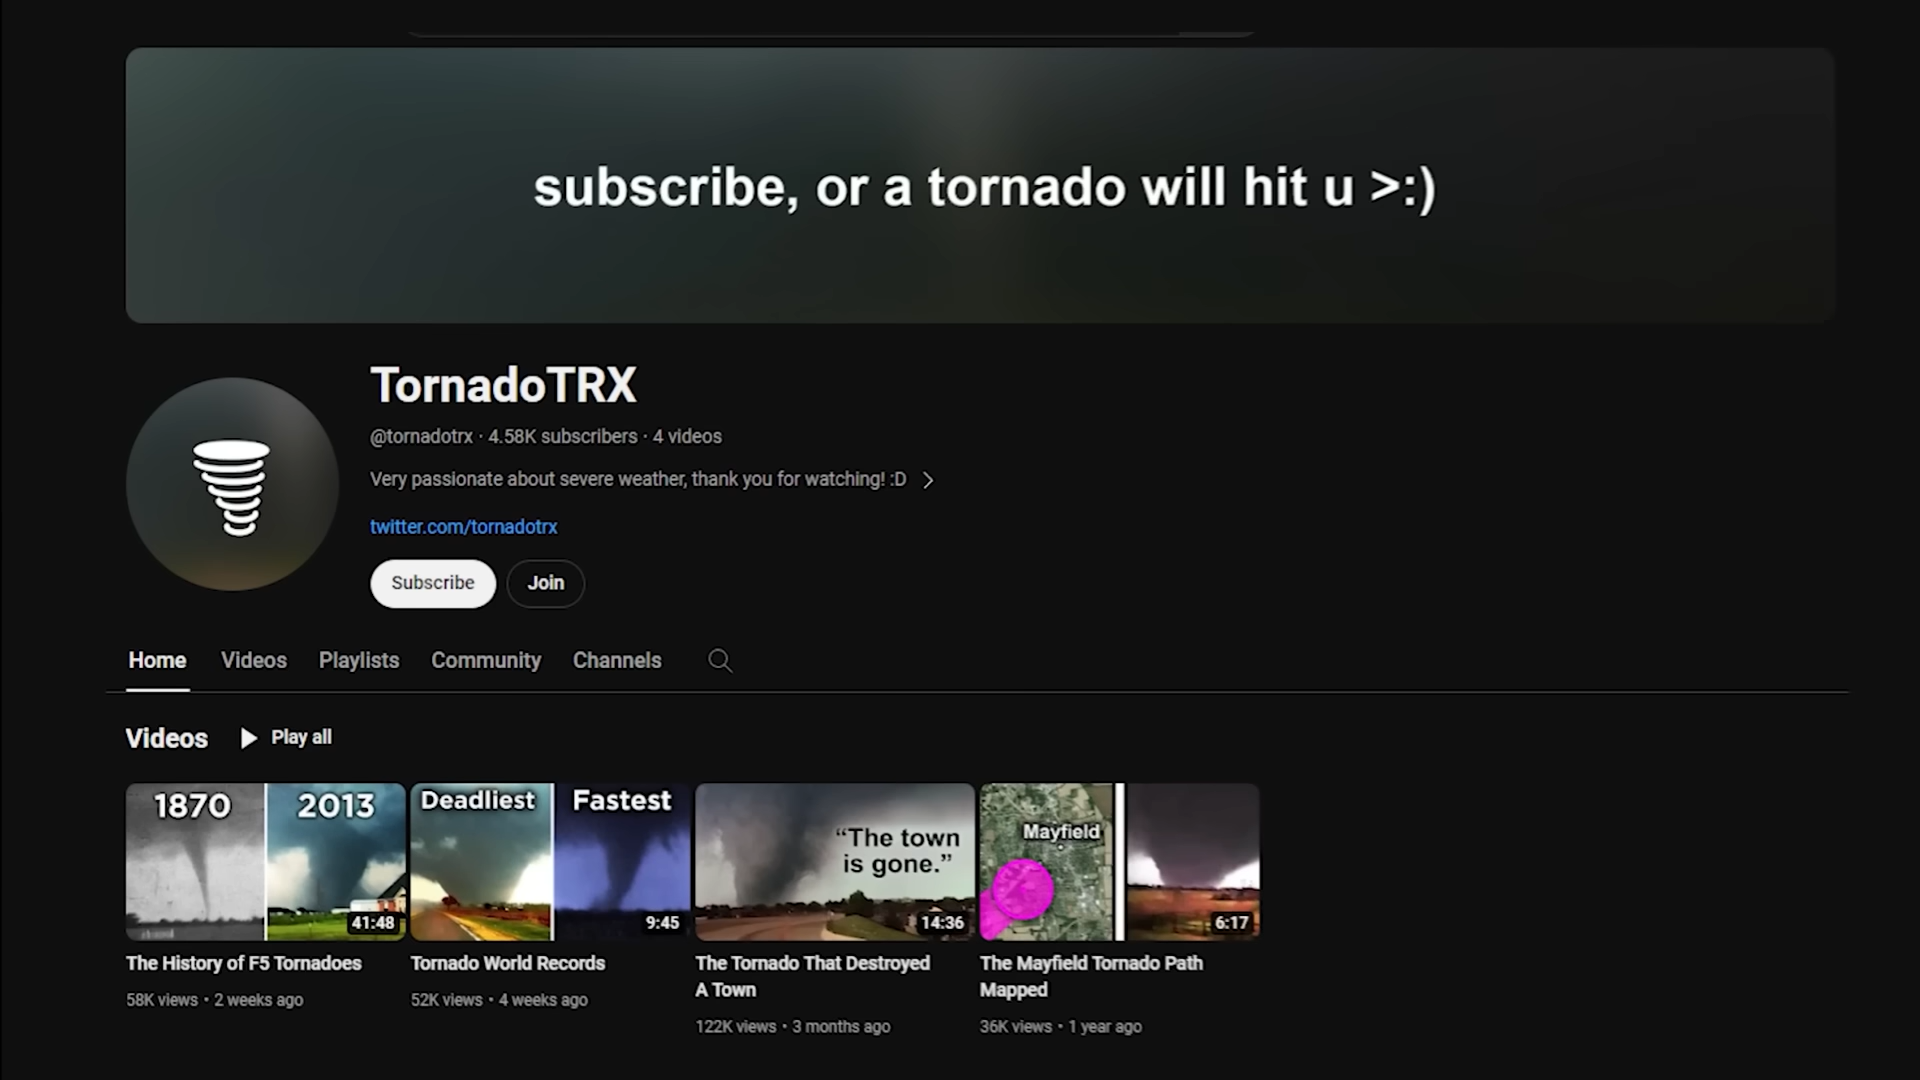 subscribe, or a tornado will hit u >:)
TornadoTRX
@tornadotrx · 4.58K subscribers · 4 videos
Very passionate about severe weather, thank you for watching! :D
twitter.com/tornadotrx
Subscribe
Join
Home
Videos
Playlists
Community
Channels
Videos
Play all
1870
2013
41:48
The History of F5 Tornadoes
58K views • 2 weeks ago
Deadliest
Fastest
9:45
Tornado World Records
52K views • 4 weeks ago
“The town
is gone.”
14:36
The Tornado That Destroyed
A Town
122K views • 3 months ago
Mayfield
6:17
The Mayfield Tornado Path
Mapped
36K views • 1 year ago